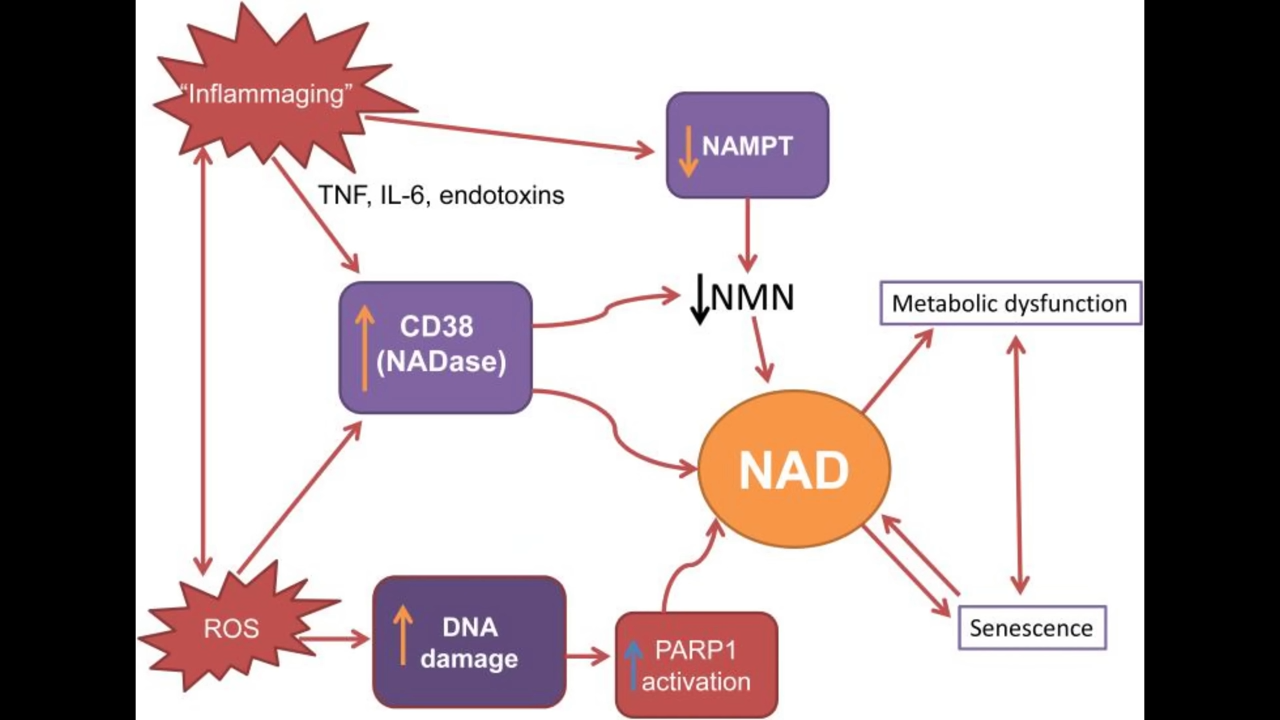 “Inflammaging”
NAMPT
TNF, IL-6, endotoxins
NMN
Metabolic dysfunction
CD38
(NADase)
NAD
ROS
DNA
damage
PARP1
activation
Senescence